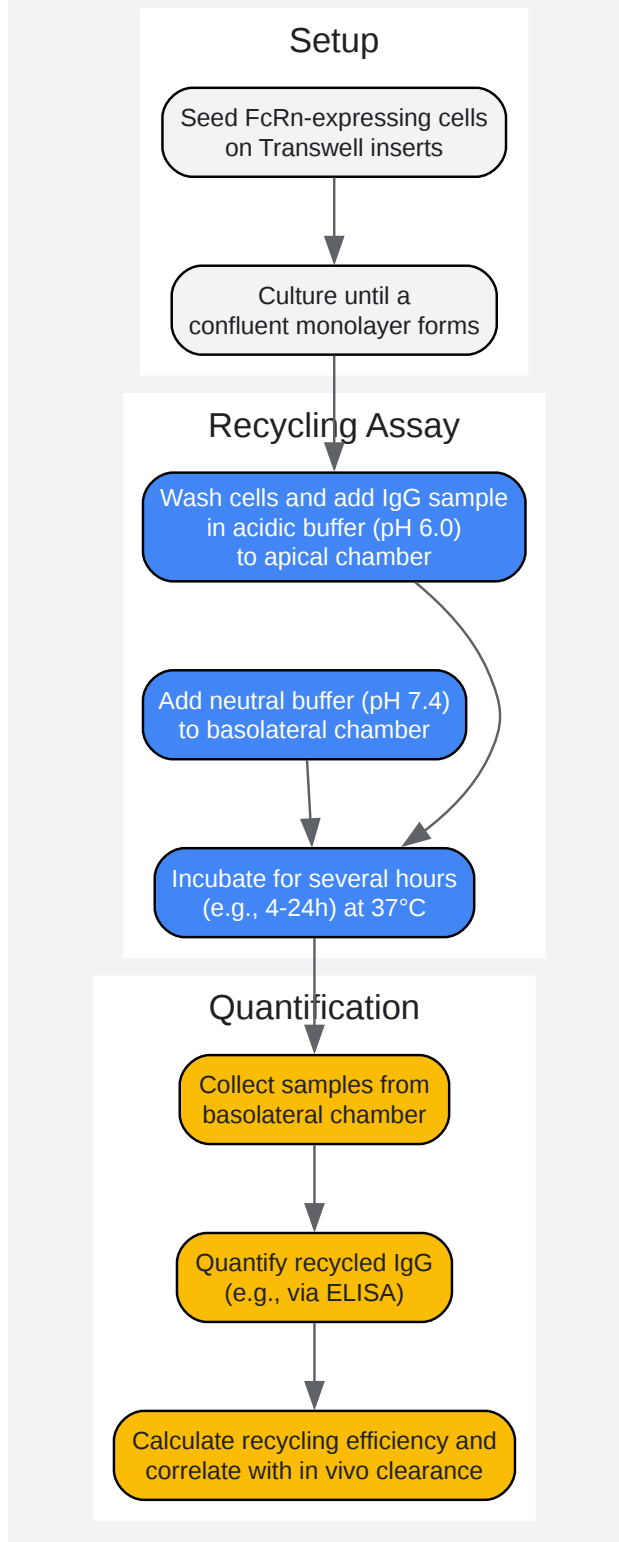 Setup
Seed FcRn-expressing cells
on Transwell inserts
Culture until a
confluent monolayer forms
Recycling Assay
Wash cells and add IgG sample
in acidic buffer (pH 6.0)
to apical chamber
Add neutral buffer (pH 7.4)
to basolateral chamber
Incubate for several hours
(e.g., 4-24h) at 37°C
Quantification
Collect samples from
basolateral chamber
Quantify recycled IgG
(e.g., via ELISA)
Calculate recycling efficiency and
correlate with in vivo clearance